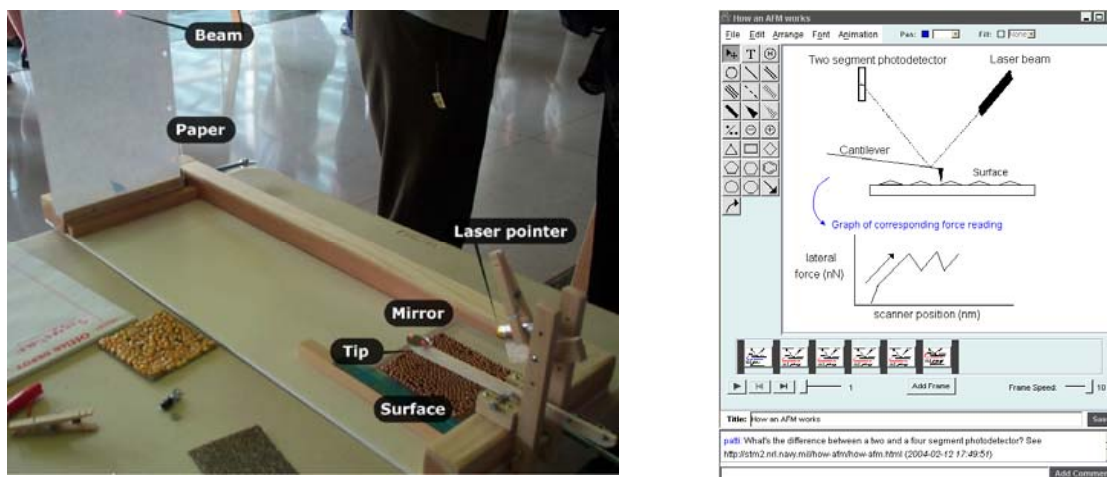 Beam
Paper
Laser pointer
Mirror
Tip
Surface
How an AFM works
File Edit Arrange Font Animation Pen: Fill: None
T
Two segment photodetector
Laser beam
Cantilever
Surface
Graph of corresponding force reading
lateral
force (nN)
scanner position (nm)
1
Add Frame
Frame Speed:
10
Title: How an AFM works
patti: What's the difference between a two and a four segment photodetector? See
http://stm2.nrl.navy.mil/how-afm/how-afm.html (2004-02-12 17:49:51)
Add Commen